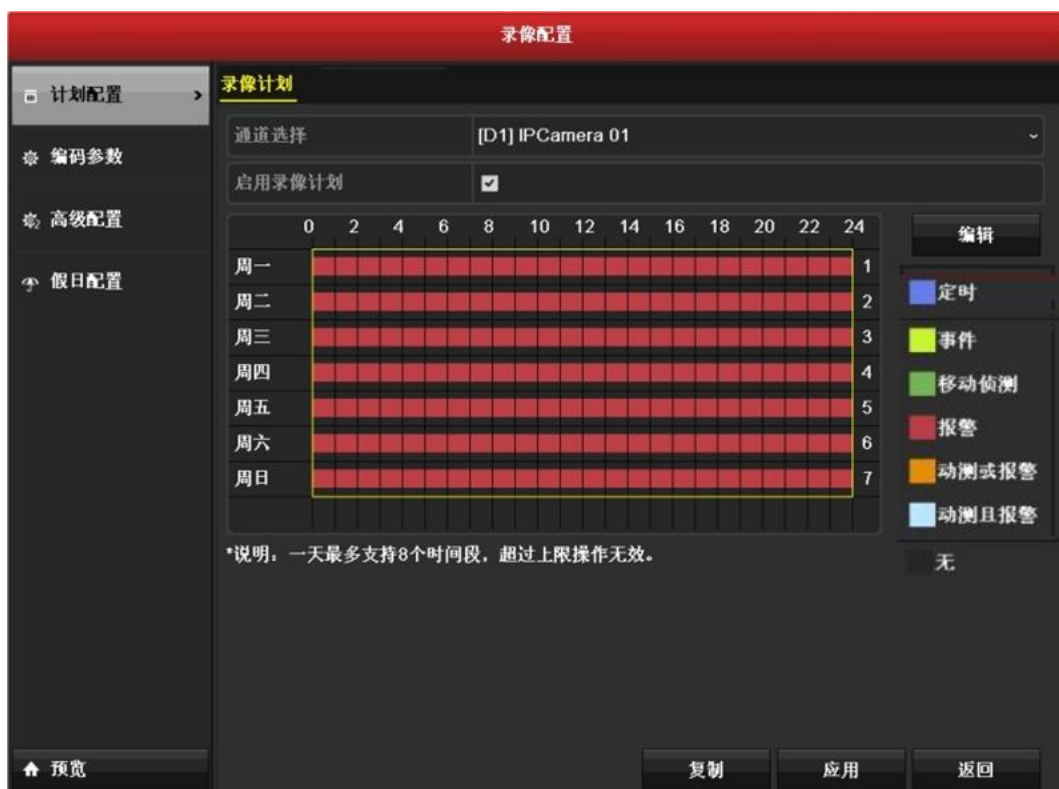 录像配置
计划配置
编码参数
高级配置
假日配置
预览
录像计划
通道选择 [D1] IPCamera 01
启用录像计划
0 2 4 6 8 10 12 14 16 18 20 22 24
周一 1
周二 2
周三 3
周四 4
周五 5
周六 6
周日 7
*说明：一天最多支持8个时间段，超过上限操作无效。
编辑
定时
事件
移动侦测
报警
动测或报警
动测且报警
无
复制 应用 返回